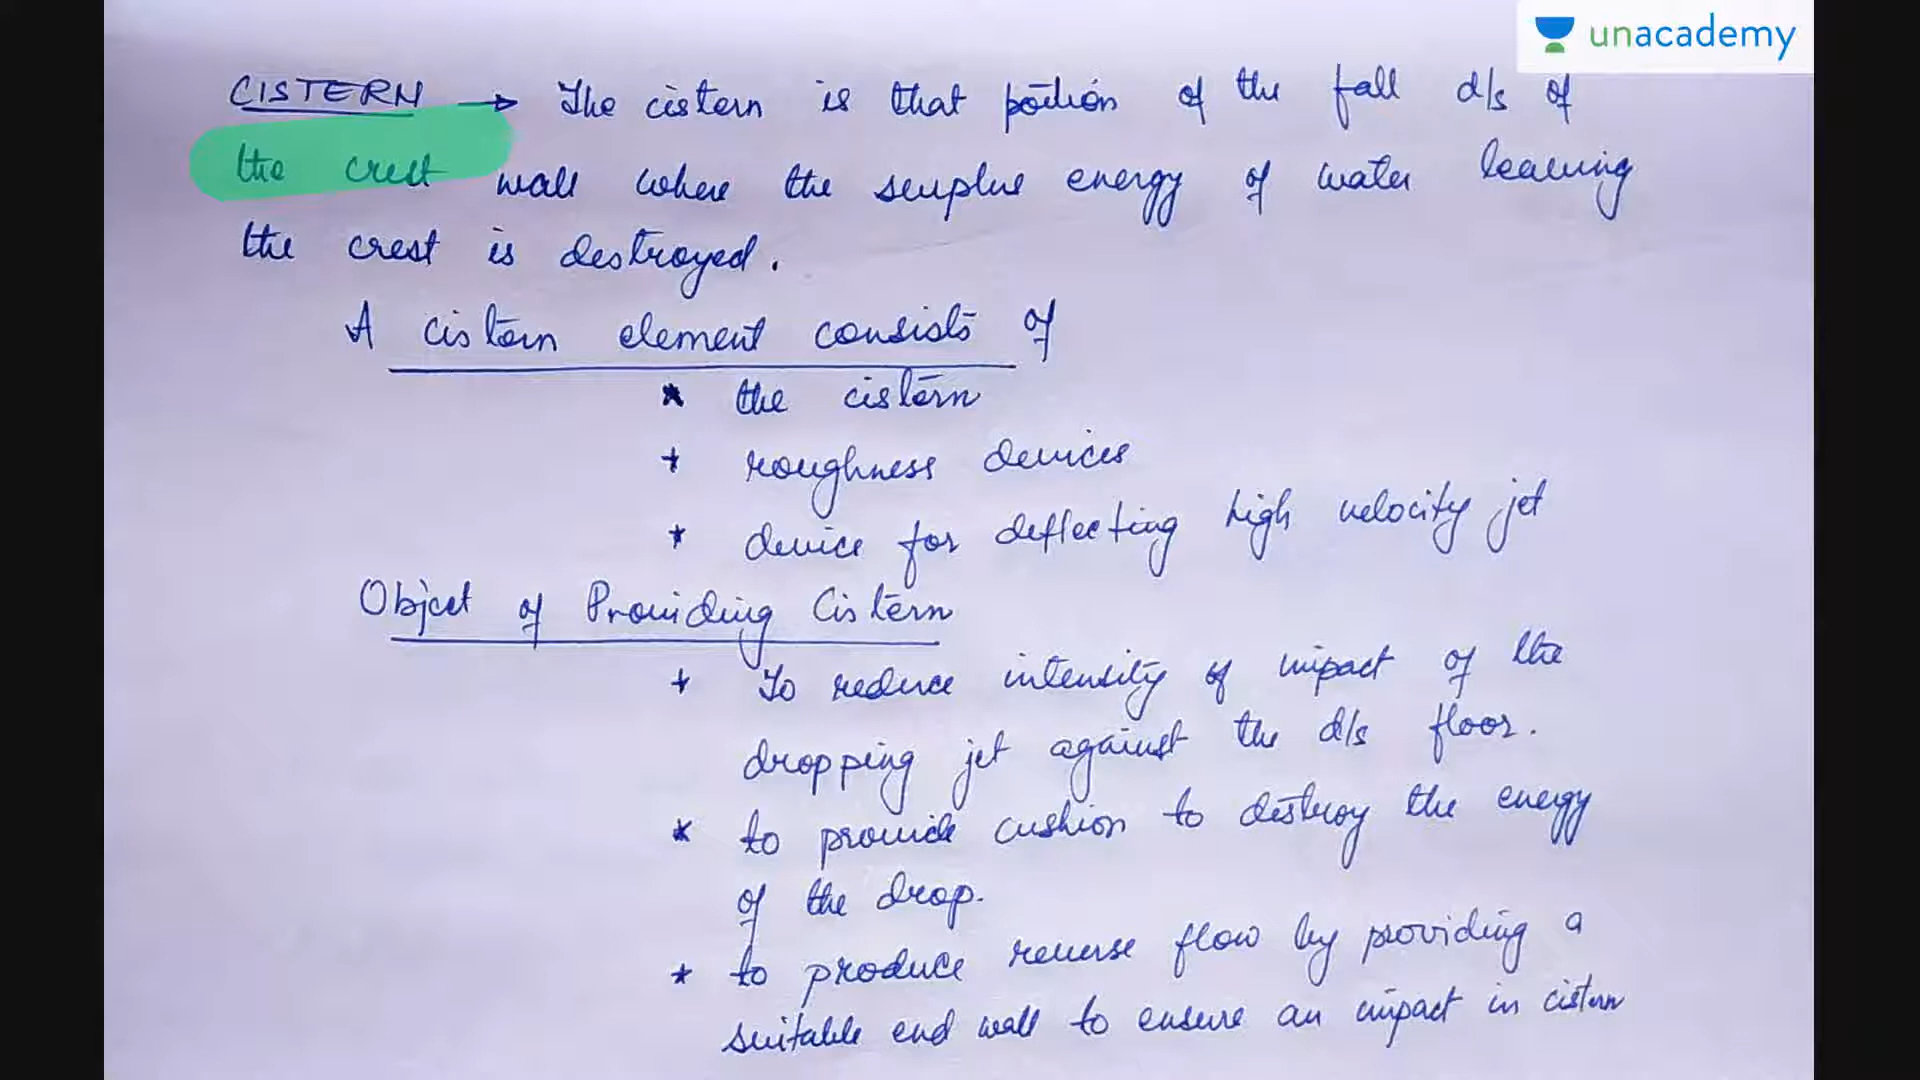 unacademy
CISTERN → The cistern is that portion of the fall d/s of
the crest wall where the surplus energy of water leaving
the crest is destroyed.
A cistern element consists of
* the cistern
+ roughness devices
* device for deflecting high velocity jet
Object of Providing Cistern
+ To reduce intensity of impact of the
dropping jet against the d/s floor.
* to provide cushion to destroy the energy
of the drop.
* to produce reverse flow by providing a
suitable end wall to ensure an impact in cistern